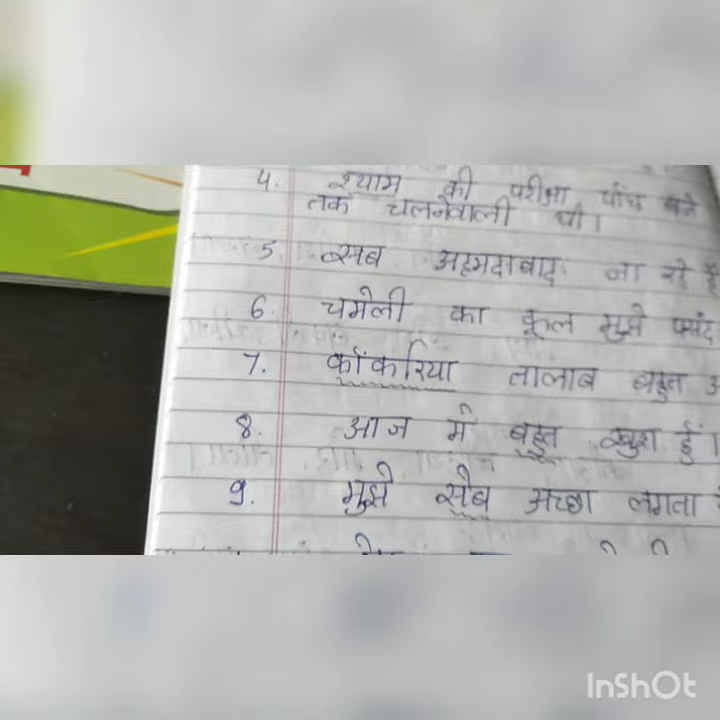 4. श्याम की परीक्षा पाँच बजे
तक चलनेवाली थी।
5. सब अहमदाबाद जा रहे है
6. चमेली का फूल मुझे पसंद
7. काँकरिया तालाब बहुत
8. आज मे बहुत खुश हुँ।
9. मुझे सेब अच्छा लगता
InShOt